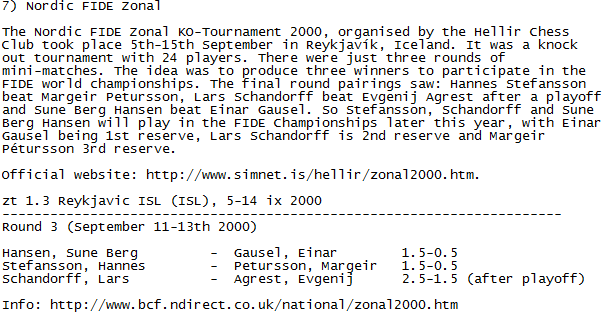 7) Nordic FIDE Zonal
The Nordic FIDE Zonal KO-Tournament 2000, organised by the Hellir Chess
Club took place 5th-15th September in Reykjavík, Iceland. It was a knock
out tournament with 24 players. There were just three rounds of
mini-matches. The idea was to produce three winners to participate in the
FIDE world championships. The final round pairings saw: Hannes Stefansson
beat Margeir Petursson, Lars Schandorff beat Evgenij Agrest after a playoff
and Sune Berg Hansen beat Einar Gausel. So Stefansson, Schandorff and Sune
Berg Hansen will play in the FIDE Championships later this year, with Einar
Gausel being 1st reserve, Lars Schandorff is 2nd reserve and Margeir
Pétursson 3rd reserve.
Official website: http://www.simnet.is/hellir/zonal2000.htm.
zt 1.3 Reykjavic ISL (ISL), 5-14 ix 2000
----------------------------------------------------------------------
Round 3 (September 11-13th 2000)
Hansen, Sune Berg - Gausel, Einar 1.5-0.5
Stefansson, Hannes - Petursson, Margeir 1.5-0.5
Schandorff, Lars - Agrest, Evgenij 2.5-1.5 (after playoff)
Info: http://www.bcf.ndirect.co.uk/national/zonal2000.htm